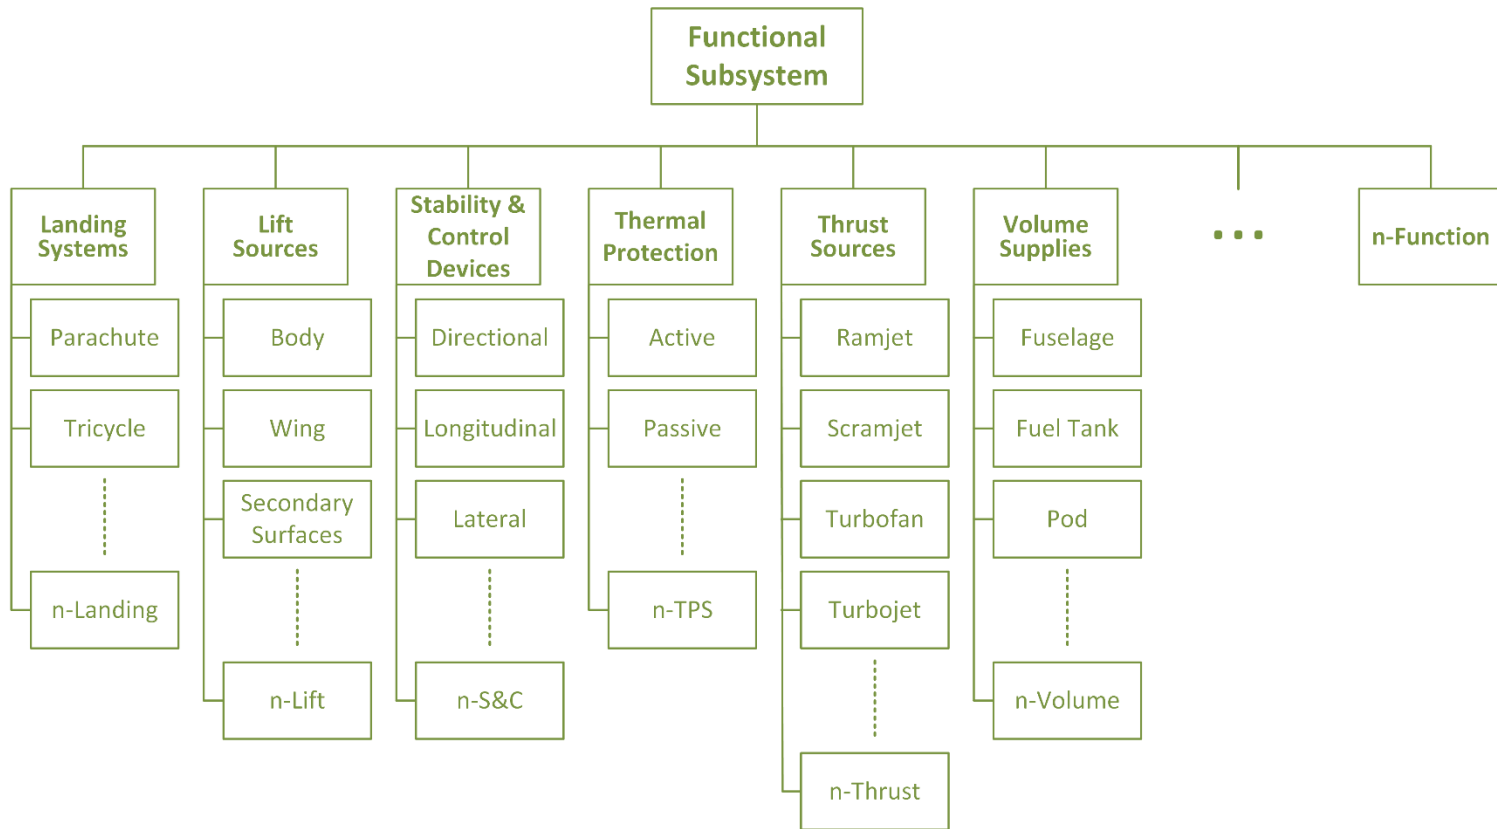 Functional
Subsystem
Landing
Systems
Lift
Sources
Stability &
Control
Devices
Thermal
Protection
Thrust
Sources
Volume
Supplies
...
n-Function
Parachute
Body
Directional
Active
Ramjet
Fuselage
Tricycle
Wing
Longitudinal
Passive
Scramjet
Fuel Tank
Secondary
Surfaces
Lateral
Turbofan
Pod
n-Landing
n-TPS
Turbojet
n-Lift
n-S&C
n-Volume
n-Thrust